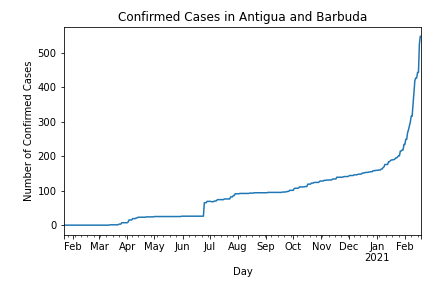 Confirmed Cases in Antigua and Barbuda
Number of Confirmed Cases
500
400
300
200
100
0
Feb Mar Apr May Jun Jul Aug Sep Oct Nov Dec Jan Feb
2021
Day